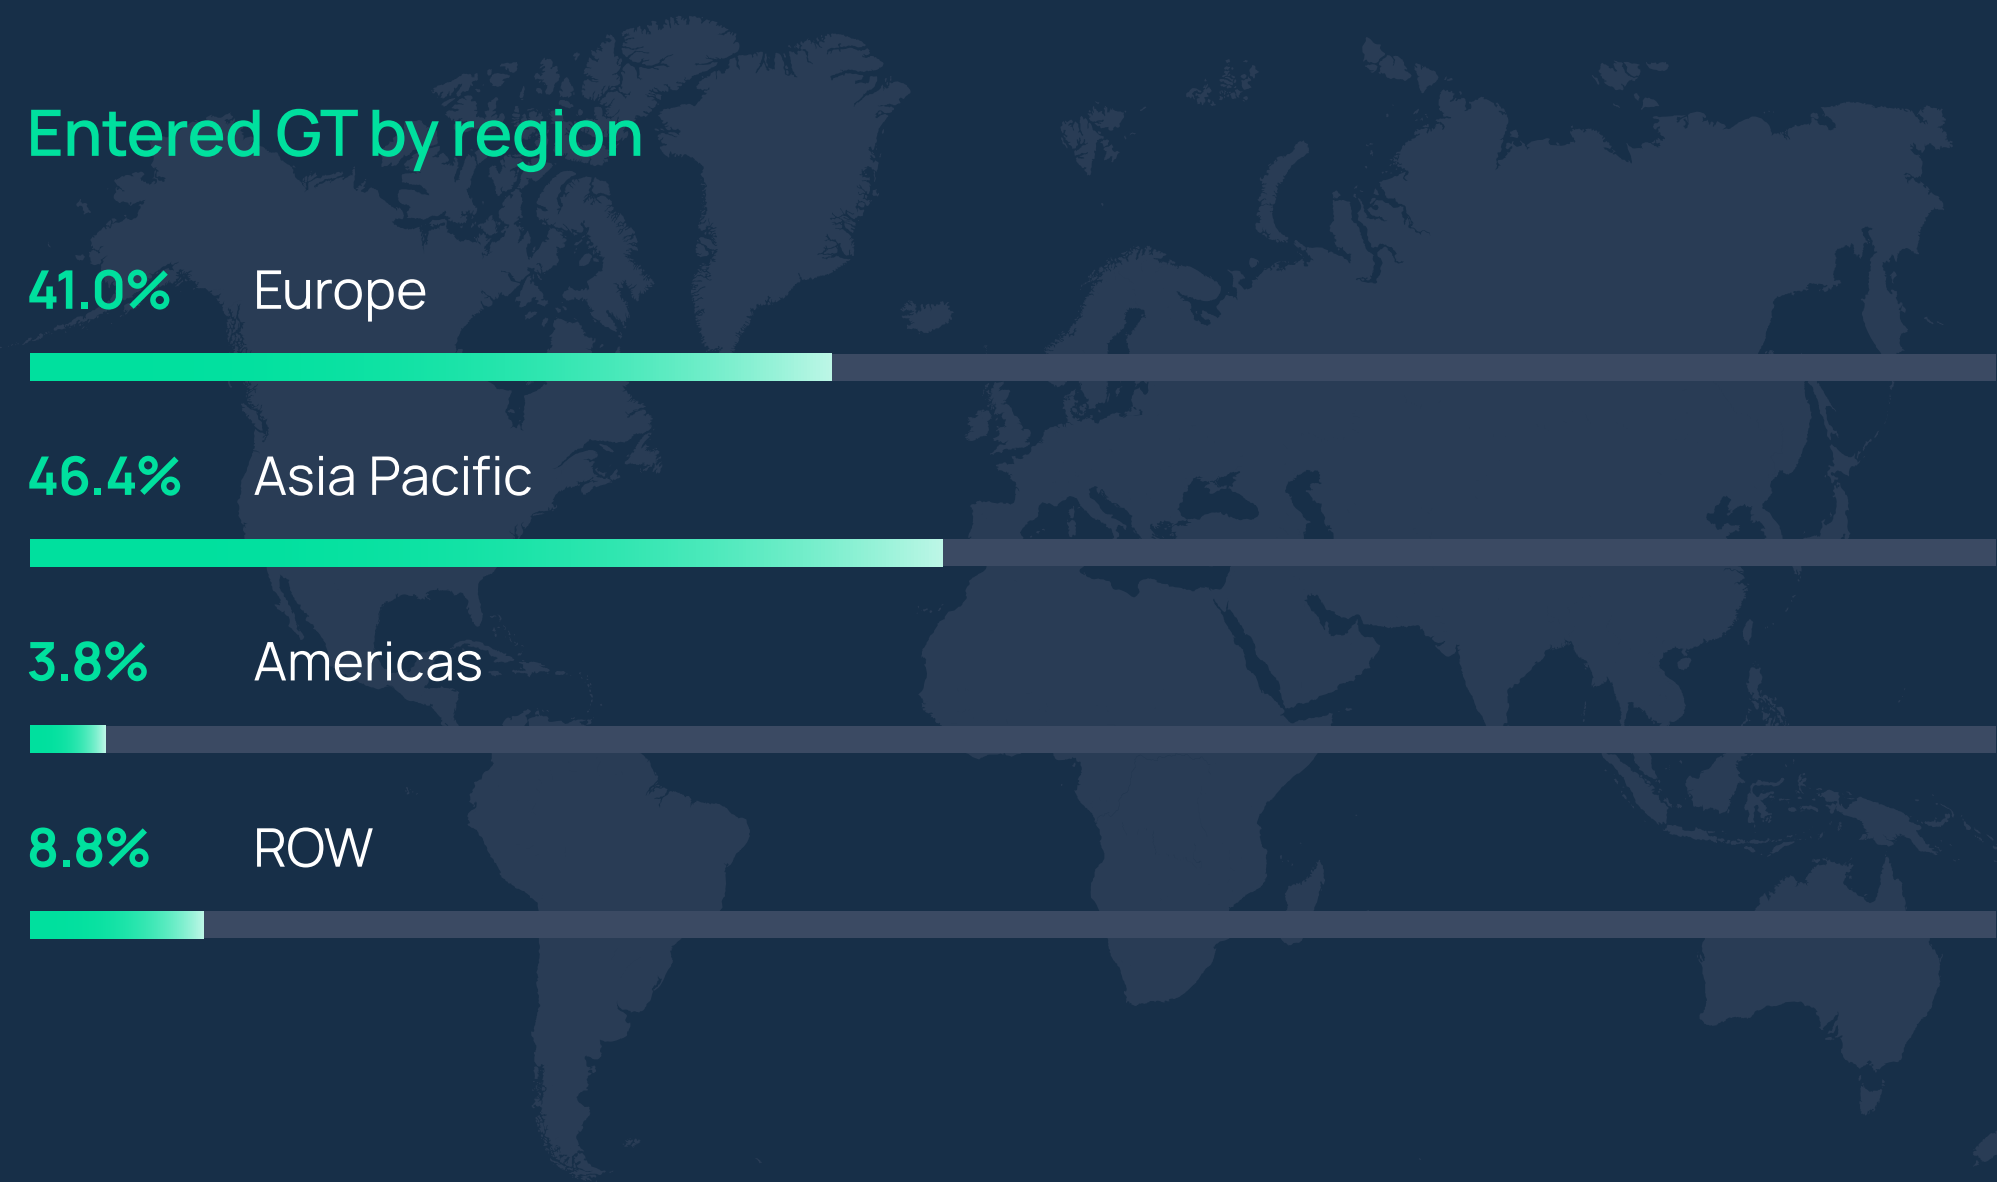 Entered GT by region
41.0% Europe
46.4% Asia Pacific
3.8% Americas
8.8% ROW